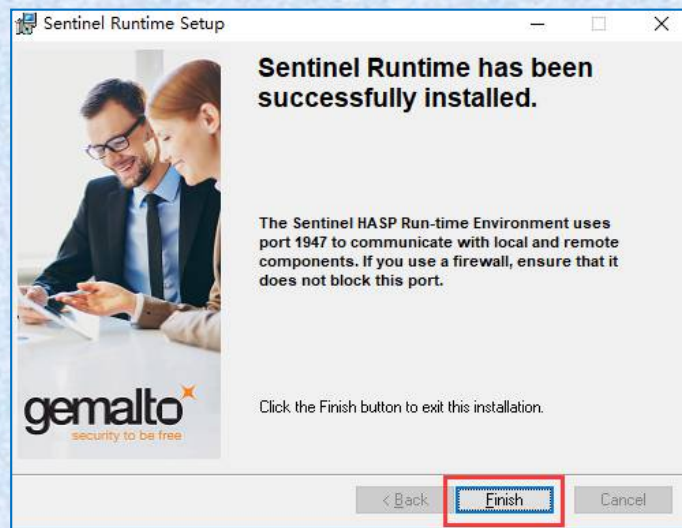 Sentinel Runtime Setup
Sentinel Runtime has been
successfully installed.
The Sentinel HASP Run-time Environment uses
port 1947 to communicate with local and remote
components. If you use a firewall, ensure that it
does not block this port.
gemalto
security to be free
Click the Finish button to exit this installation.
< Back
Finish
Cancel